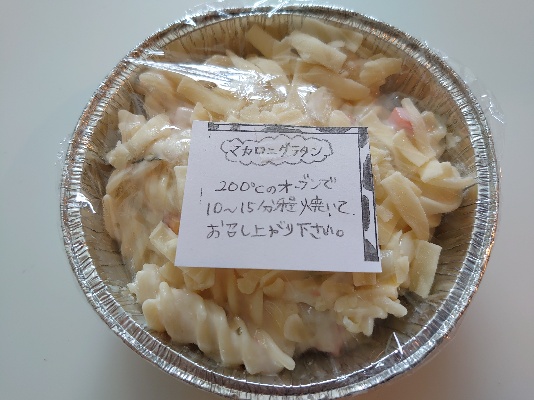 マカロニグラタン
200℃のオーブンで
10～15分程焼いて、
お召し上がり下さい。